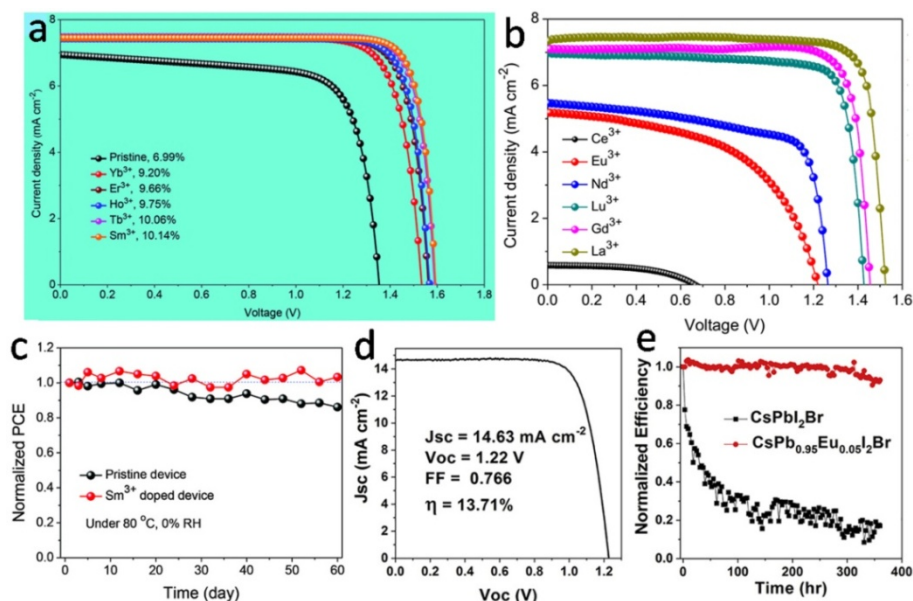 a
8
6
4
2
0
Current density (mA cm⁻²)
Pristine, 6.99%
Yb³⁺, 9.20%
Er³⁺, 9.66%
Ho³⁺, 9.75%
Tb³⁺, 10.06%
Sm³⁺, 10.14%
0.0 0.2 0.4 0.6 0.8 1.0 1.2 1.4 1.6 1.8
Voltage (V)
b
8
6
4
2
0
Current density (mA cm⁻²)
Ce³⁺
Eu³⁺
Nd³⁺
Lu³⁺
Gd³⁺
La³⁺
0.0 0.2 0.4 0.6 0.8 1.0 1.2 1.4 1.6
Voltage (V)
c
1.2
1.0
0.8
0.6
0.4
0.2
0.0
Normalized PCE
Pristine device
Sm³⁺ doped device
Under 80 °C, 0% RH
0 10 20 30 40 50 60
Time (day)
d
14
12
10
8
6
4
2
0
Jsc (mA cm⁻²)
Jsc = 14.63 mA cm⁻²
Voc = 1.22 V
FF = 0.766
η = 13.71%
0.0 0.2 0.4 0.6 0.8 1.0 1.2
Voc (V)
e
1.0
0.8
0.6
0.4
0.2
0.0
Normalized Efficiency
CsPbI₂Br
CsPb₀.₉₅Eu₀.₀₅I₂Br
0 100 200 300 400
Time (hr)